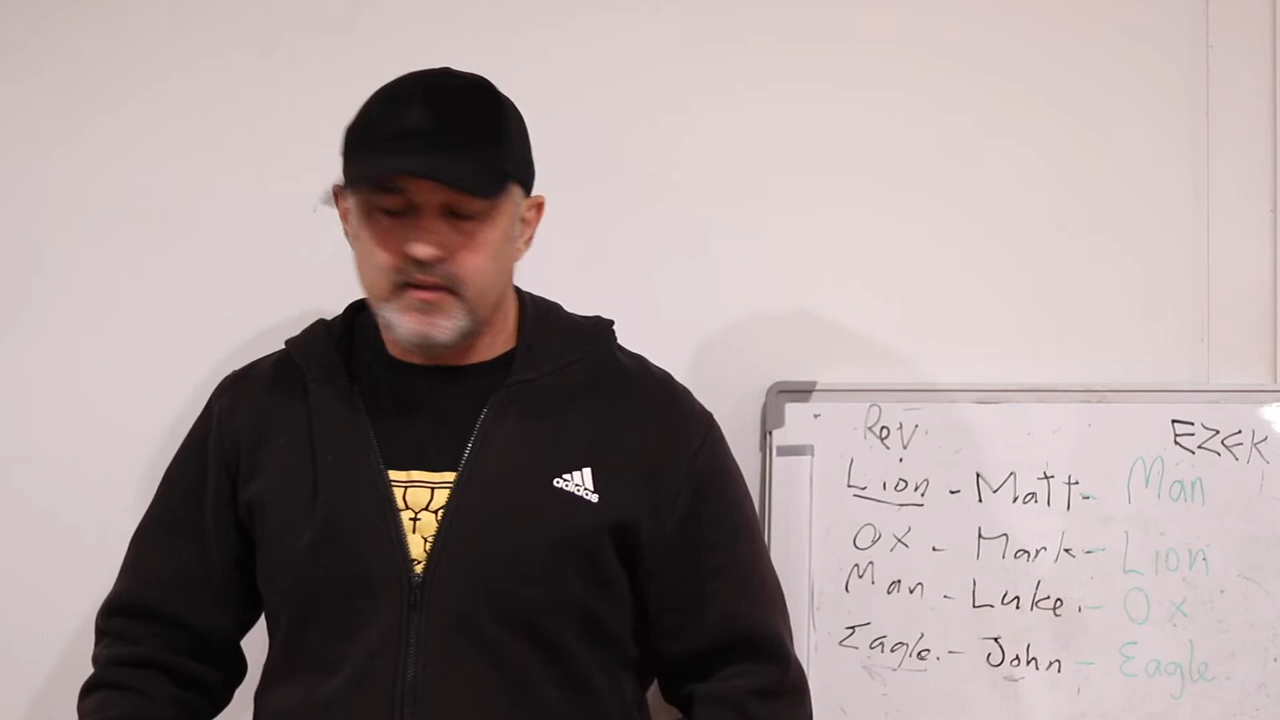 adidas
Rev. EZEK
Lion - Matt - Man
OX - Mark - Lion
Man - Luke. - Ox
Eagle. - John - Eagle